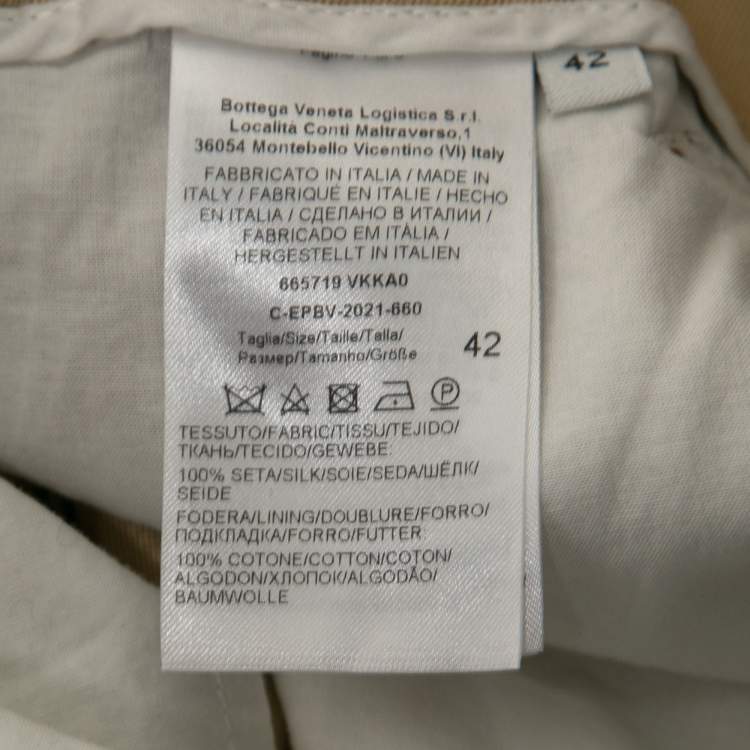 42
Bottega Veneta Logistica S.r.l.
Località Conti Maltraverso,1
36054 Montebello Vicentino (VI) Italy
FABBRICATO IN ITALIA / MADE IN
ITALY / FABRIQUÉ EN ITALIE / HECHO
EN ITALIA / СДЕЛАНО В ИТАЛИИ /
FABRICADO EM ITÀLIA /
HERGESTELLT IN ITALIEN
665719 VKKA0
C-EPBV-2021-660
Taglia/Size/Taille/Talla/
Размер/Tamanho/Größe
42
P
TESSUTO/FABRIC/TISSU/TEJIDO/
ТКАНЬ/TECIDO/GEWEBE:
100% SETA/SILK/SOIE/SEDA/ШЁЛК/
SEIDE
FODERA/LINING/DOUBLURE/FORRO/
ПОДКЛАДКА/FORRO/FUTTER:
100% COTONE/COTTON/COTON/
ALGODON/ХЛОПОК/ALGODÃO/
BAUMWOLLE